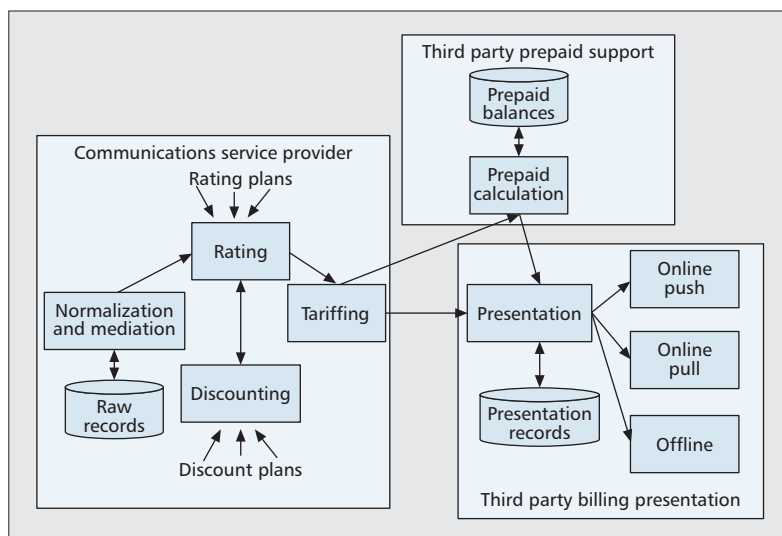 Third party prepaid support
Prepaid
balances
Prepaid
calculation
Communications service provider
Rating plans
Rating
Normalization
and mediation
Tariffing
Raw
records
Discounting
Discount plans
Presentation
Presentation
records
Online
push
Online
pull
Offline
Third party billing presentation